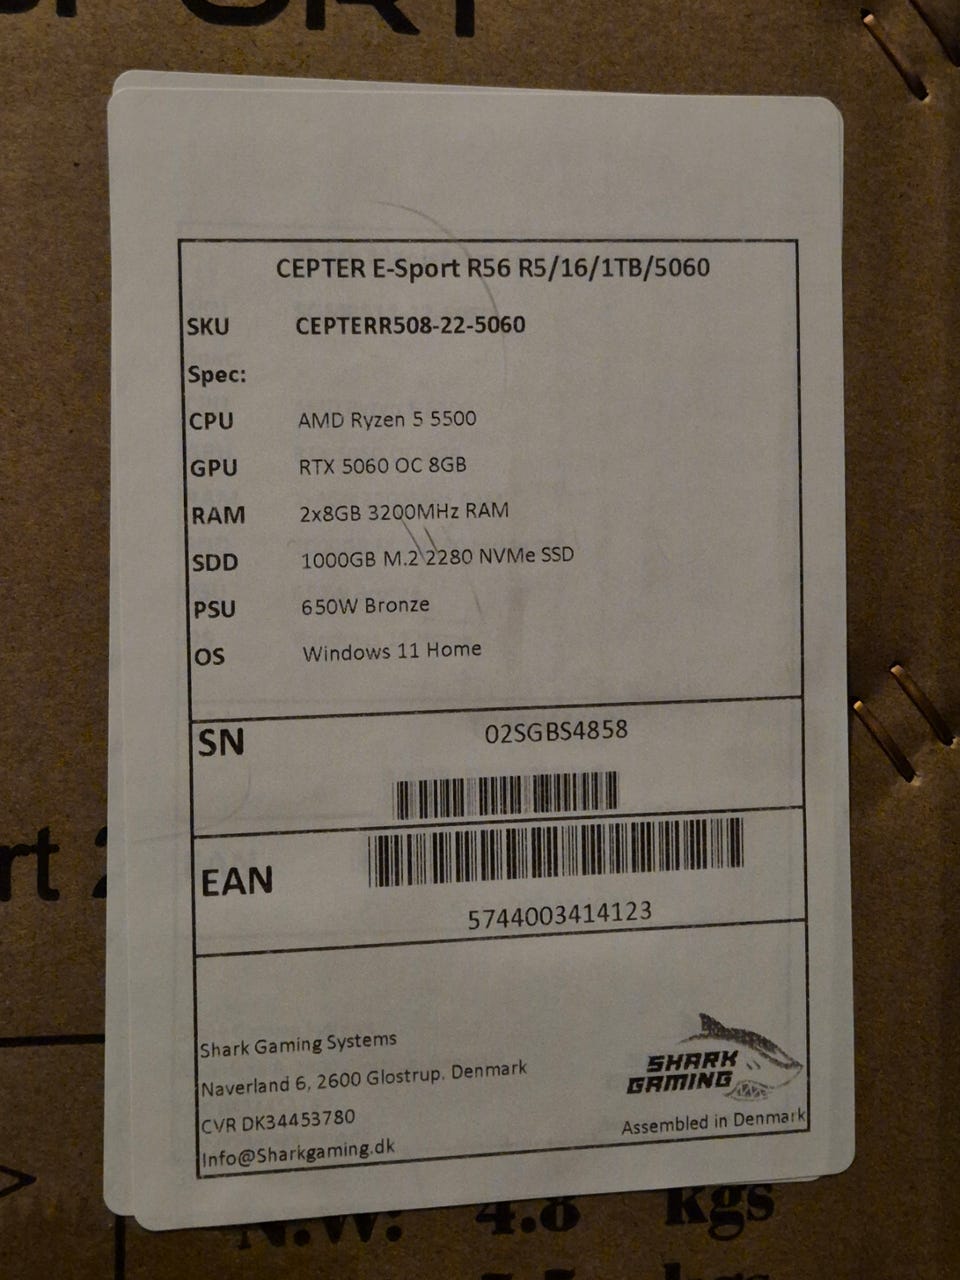 CEPTER E-Sport R56 R5/16/1TB/5060
SKU CEPTERR508-22-5060
Spec:
CPU AMD Ryzen 5 5500
GPU RTX 5060 OC 8GB
RAM 2x8GB 3200MHz RAM
SDD 1000GB M.2 2280 NVMe SSD
PSU 650W Bronze
OS Windows 11 Home
SN 02SGBS4858
EAN
5744003414123
Shark Gaming Systems
Naverland 6, 2600 Glostrup, Denmark
CVR DK34453780
Info@Sharkgaming.dk
SHARK
GAMING
Assembled in Denmark
N.W: 4.8 kgs